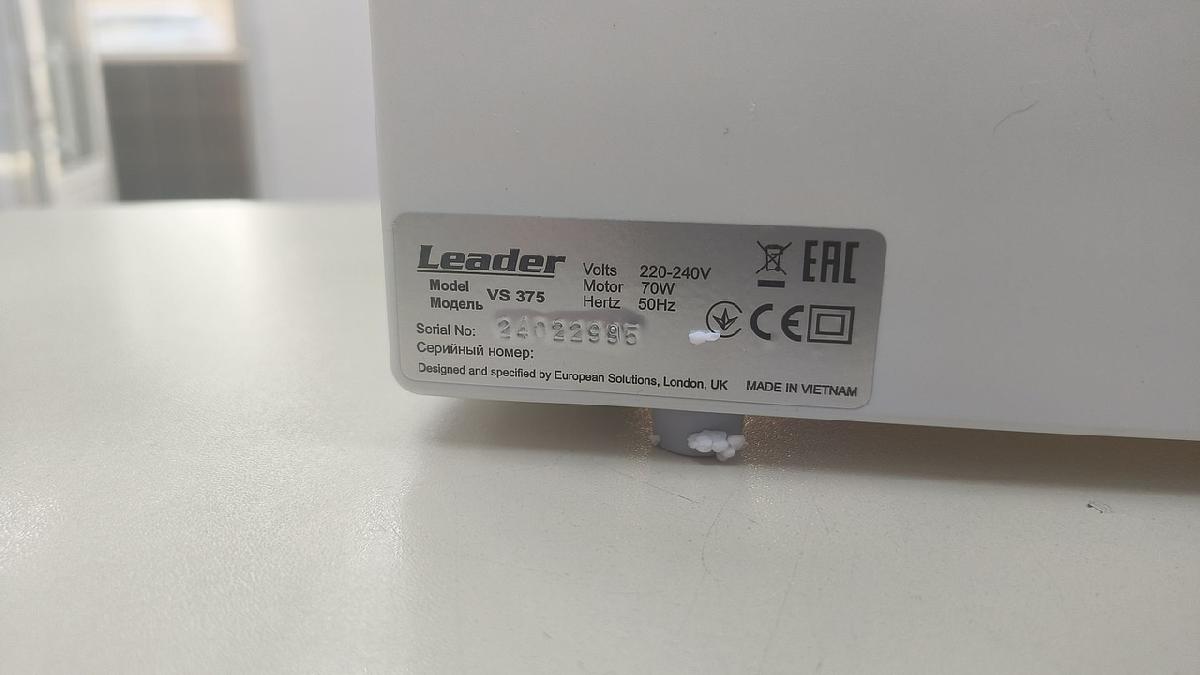 Leader
Model
Модель
VS 375
Volts 220-240V
Motor 70W
Hertz 50Hz
EAC
CE
Serial No: 24022995
Серийный номер:
Designed and specified by European Solutions, London, UK
MADE IN VIETNAM